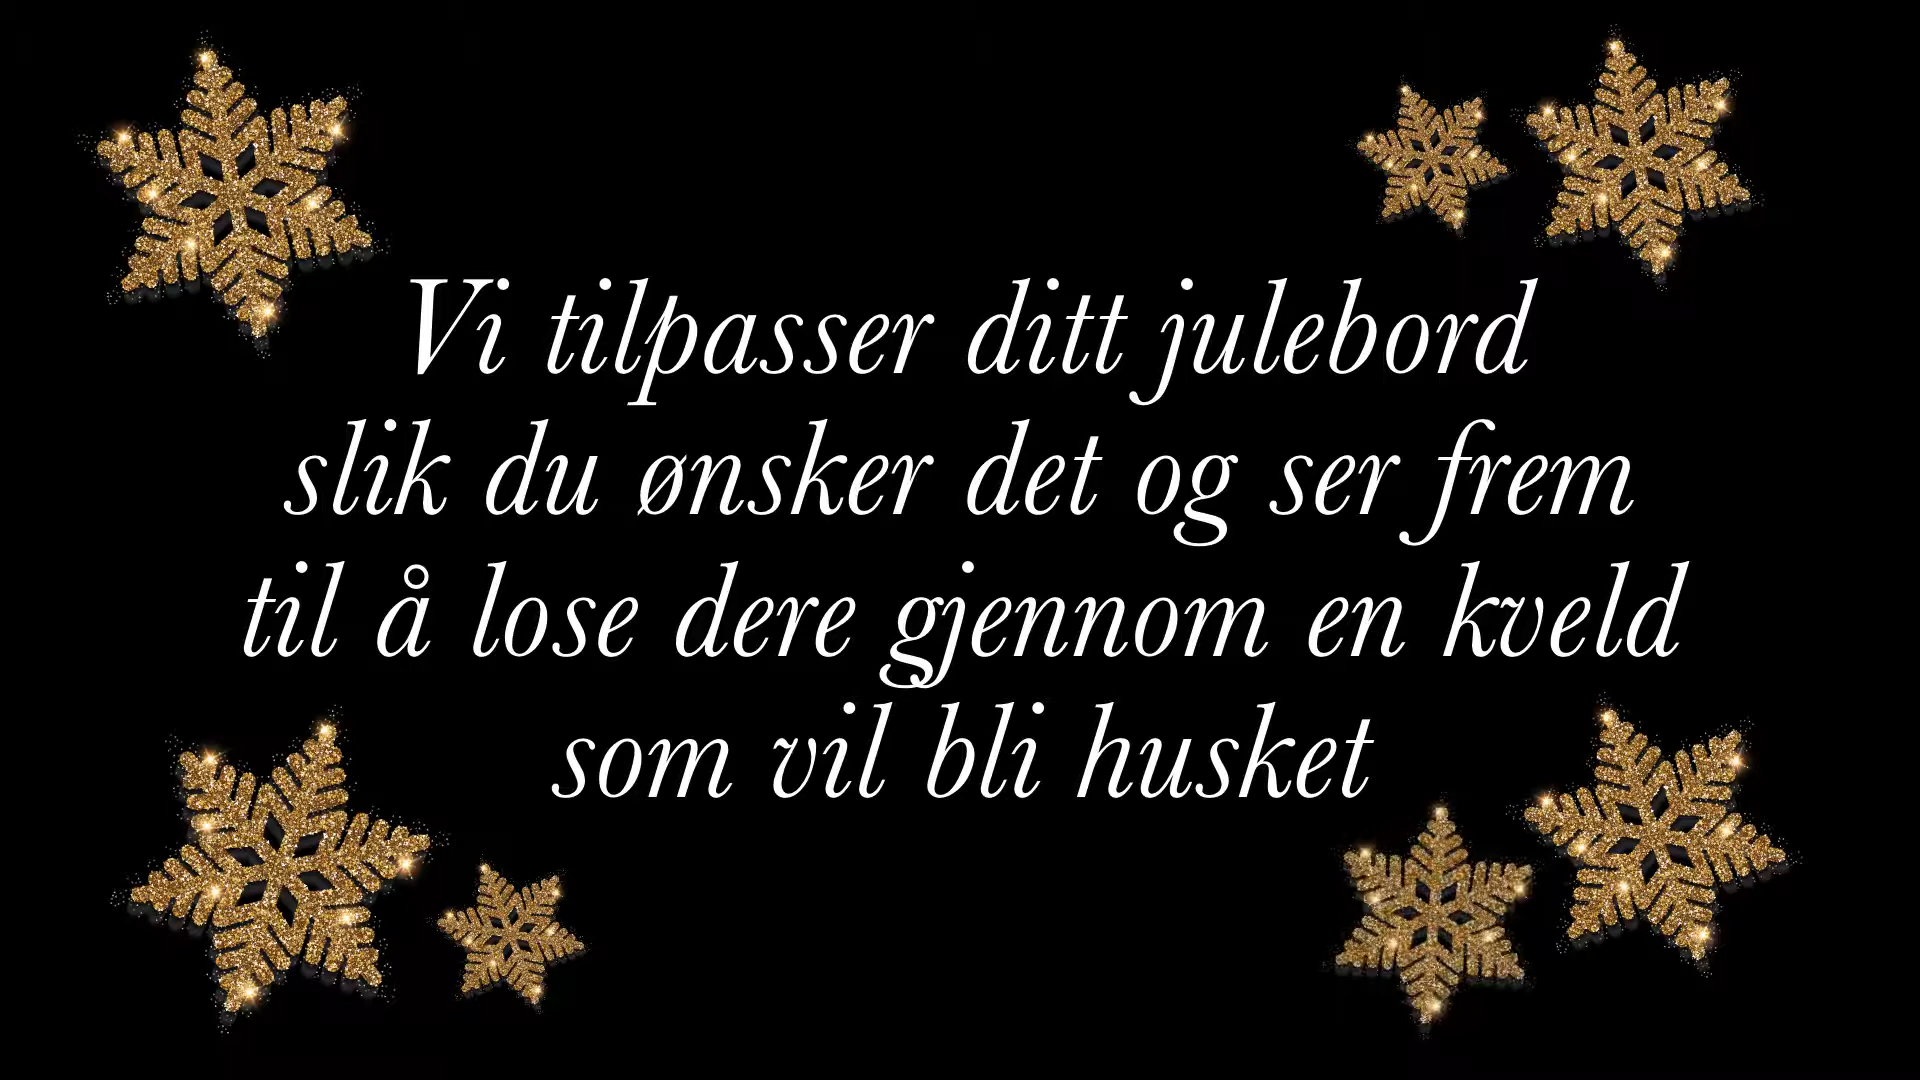 Vi tilpasser ditt julebord
slik du ønsker det og ser frem
til å lose dere gjennom en kveld
som vil bli husket